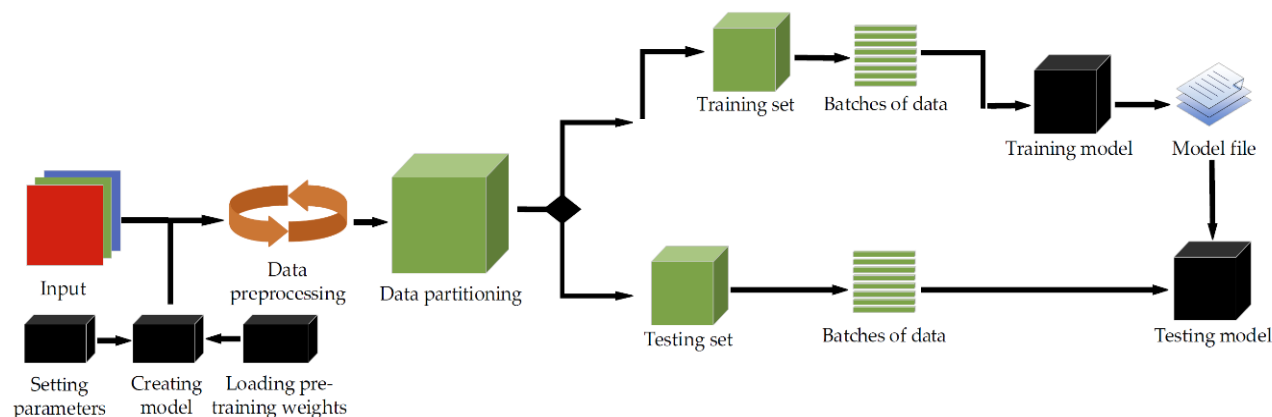 Training set
Batches of data
Training model
Model file
Input
Data
preprocessing
Data partitioning
Testing set
Batches of data
Testing model
Setting
parameters
Creating
model
Loading pre-
training weights